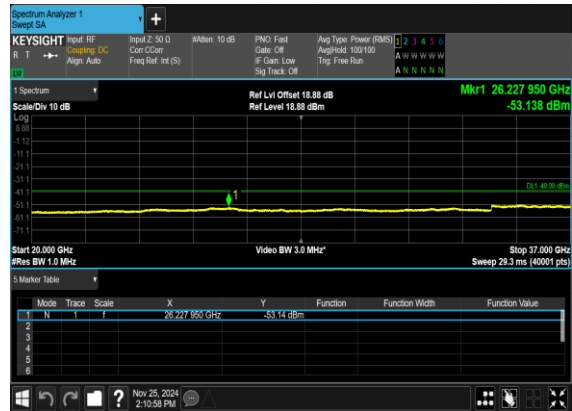 Spectrum Analyzer 1
Swept SA
+
KEYSIGHT Input: RF Input Z: 50 Ω #Atten: 10 dB PNO: Fast Avg Type: Power (RMS) 1 2 3 4 5 6
R T Coupling: DC Corr CCorr Gate: Off Avg|Hold: 100/100 A W W W W W
Align: Auto Freq Ref: Int (S) IF Gain: Low Trig: Free Run
Sig Track: Off A N N N N N
1 Spectrum Ref Lvl Offset 18.88 dB Mkr1 26.227 950 GHz
Scale/Div 10 dB Ref Level 18.88 dBm -53.138 dBm
Log
8.88
-1.12
-11.1
-21.1
-31.1
DL1 -40.00 dBm
-41.1
1
-51.1
-61.1
-71.1
Start 20.000 GHz Video BW 3.0 MHz* Stop 37.000 GHz
#Res BW 1.0 MHz Sweep 29.3 ms (40001 pts)
5 Marker Table
Mode Trace Scale X Y Function Function Width Function Value
1 N 1 f 26.227 950 GHz -53.14 dBm
2
3
4
5
6
? Nov 25, 2024
2:10:58 PM